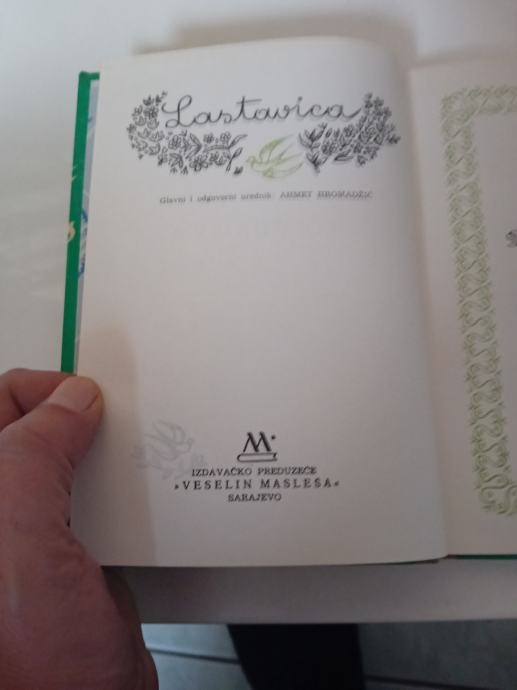 Lastavica
Glavni i odgovorni urednik: AHMET HROMADŽIĆ
M
IZDAVAČKO PREDUZEĆE
»VESELIN MASLEŠA«
SARAJEVO